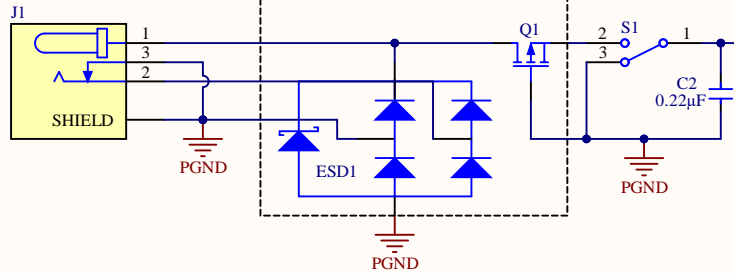 J1
1
3
2
SHIELD
PGND
ESD1
PGND
Q1
2
3
S1
1
C2
0.22µF
PGND